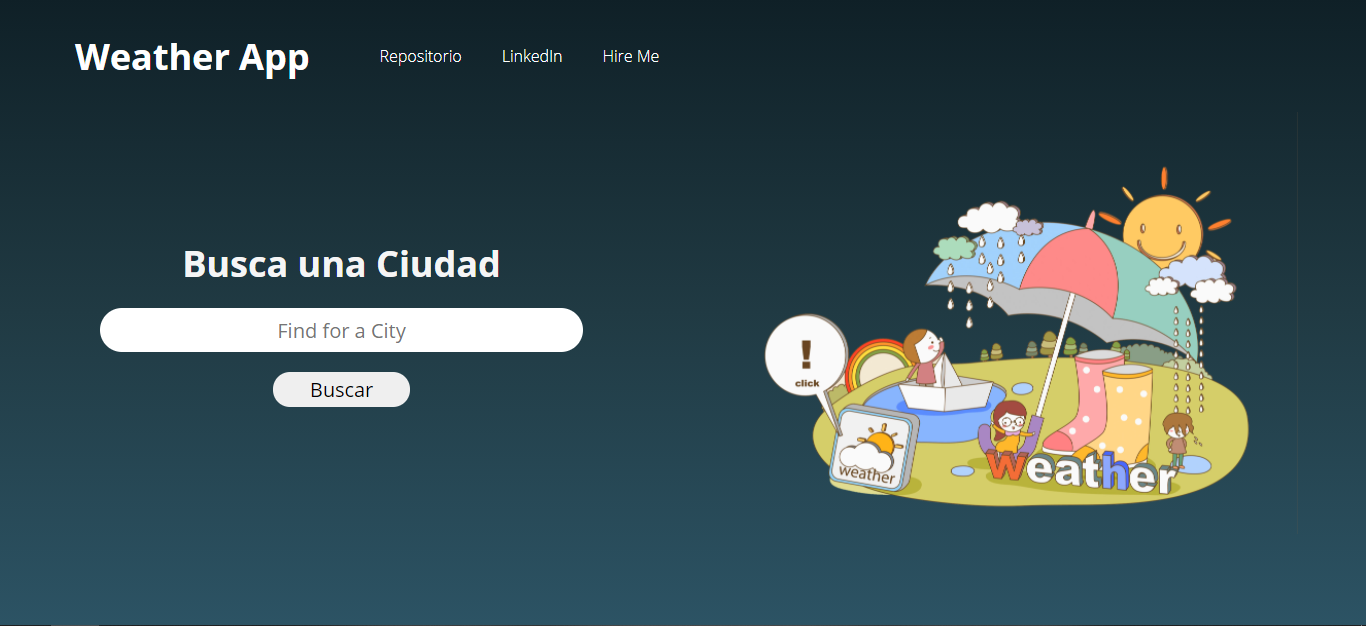 Weather App
Repositorio
LinkedIn
Hire Me
Busca una Ciudad
Find for a City
Buscar
!
click
weather
Weather